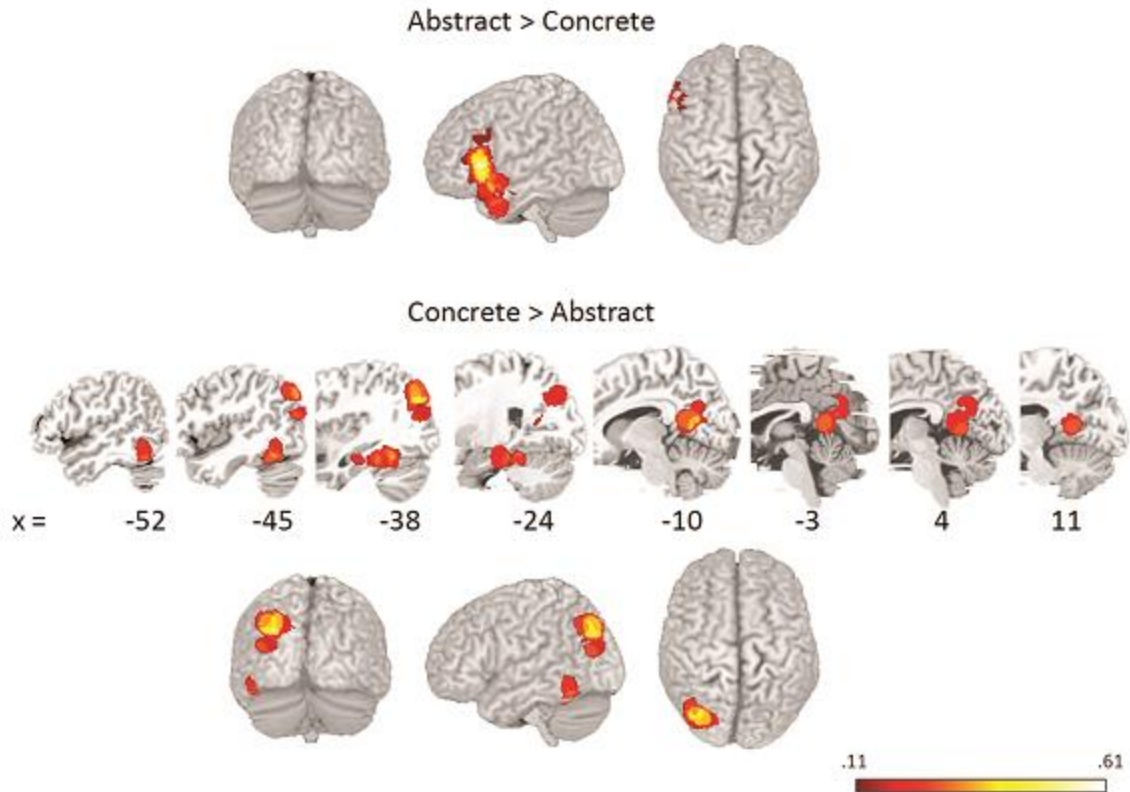 Abstract > Concrete
Concrete > Abstract
x = -52 -45 -38 -24 -10 -3 4 11
.11 .61